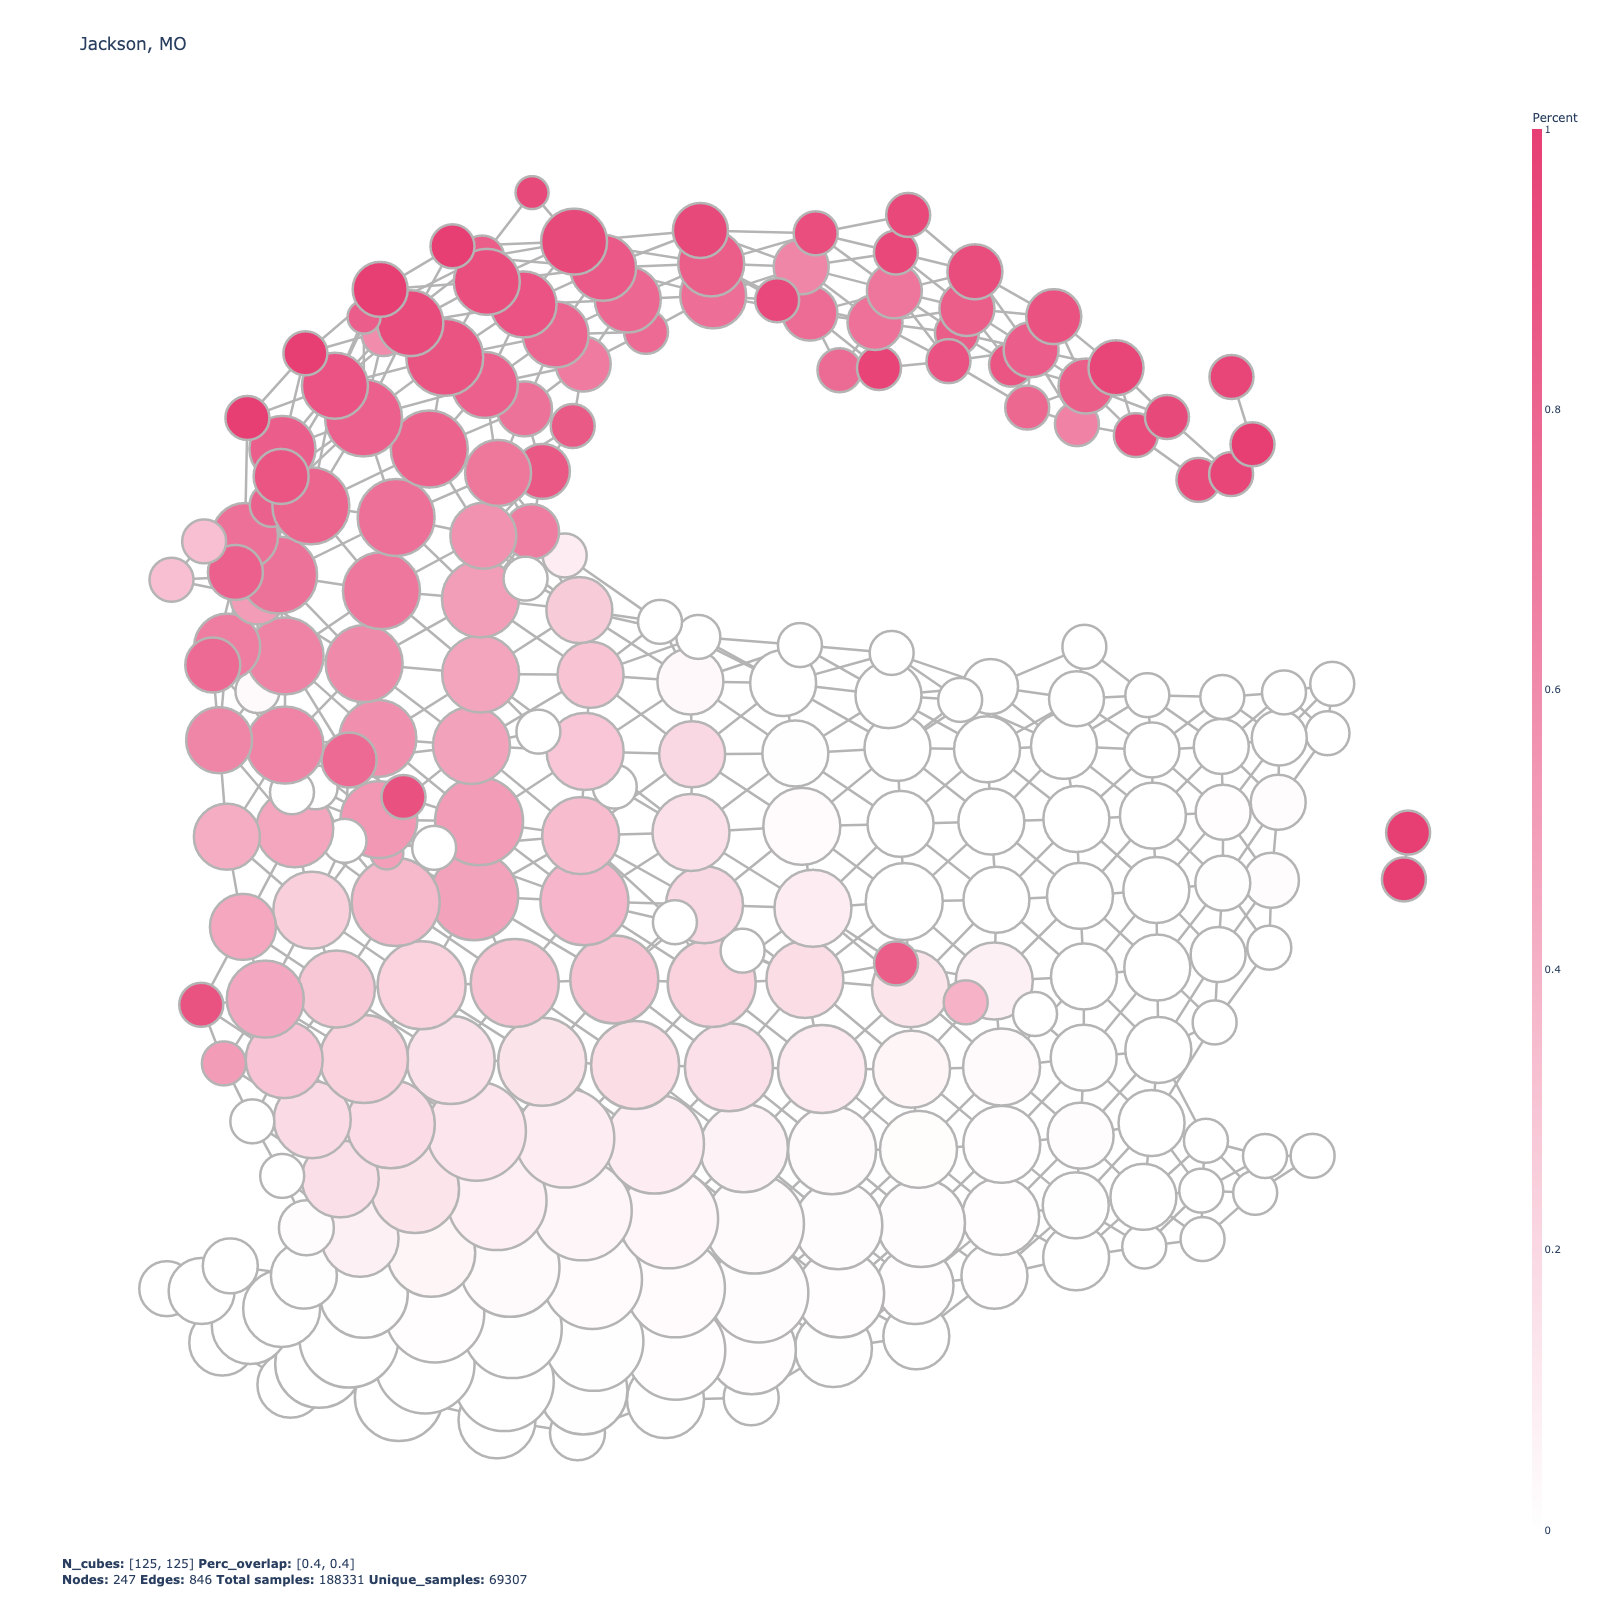 Jackson, MO
Percent
1
0.8
0.6
0.4
0.2
0
N_cubes: [125, 125] Perc_overlap: [0.4, 0.4]
Nodes: 247 Edges: 846 Total samples: 188331 Unique_samples: 69307